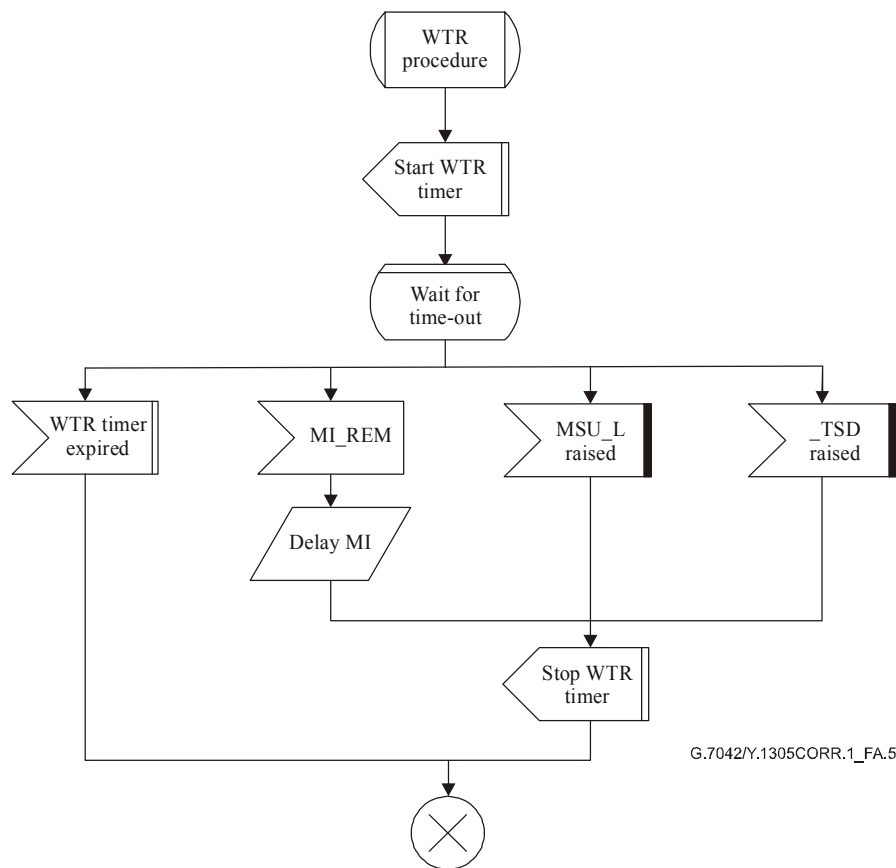 WTR
procedure
Start WTR
timer
Wait for
time-out
WTR timer
expired
MI_REM
MSU_L
raised
_TSD
raised
Delay MI
Stop WTR
timer
G.7042/Y.1305CORR.1_FA.5